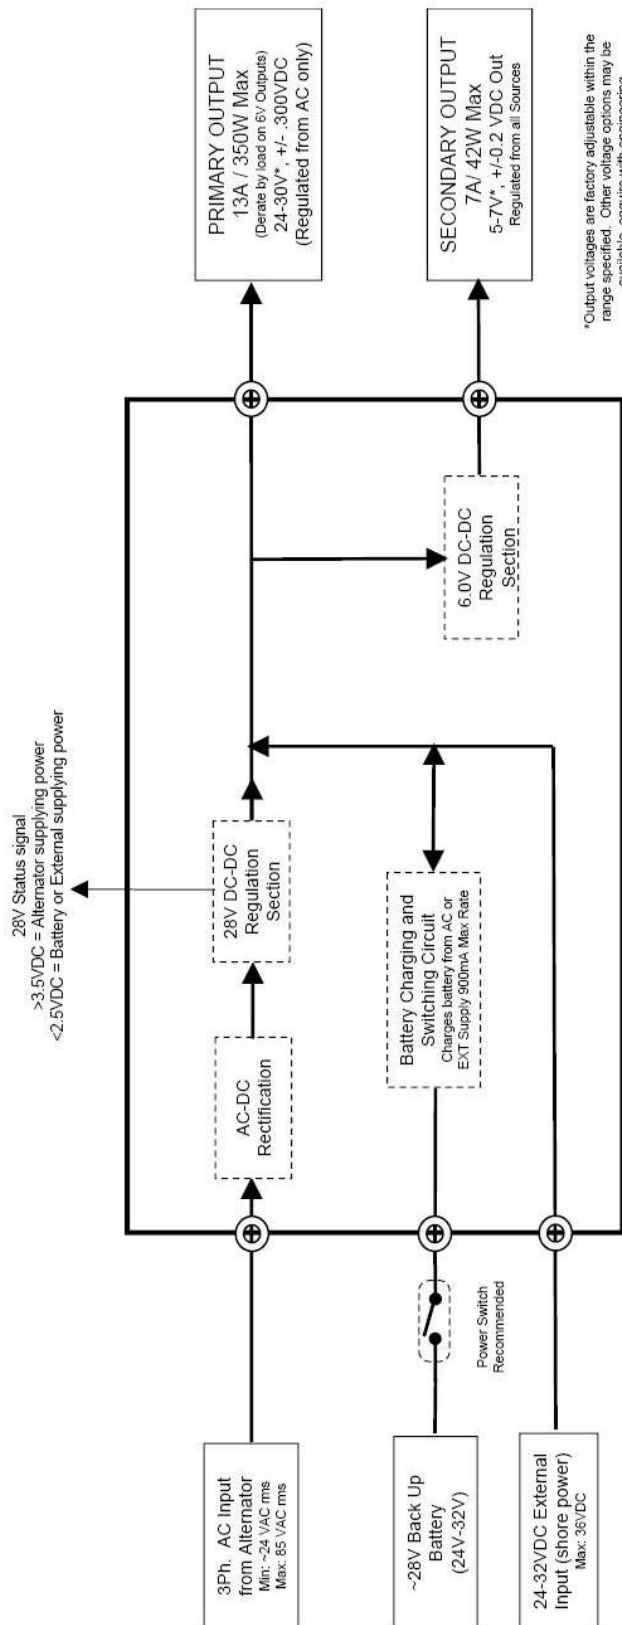 28V Status signal
>3.5VDC = Alternator supplying power
<2.5VDC = Battery or External supplying power
3Ph. AC Input
from Alternator
Min: ~24 VAC rms
Max: 85 VAC rms
AC-DC
Rectification
28V DC-DC
Regulation
Section
PRIMARY OUTPUT
13A / 350W Max
(Derate by load on 6V Outputs)
24-30V*, +/- .300VDC
(Regulated from AC only)
~28V Back Up
Battery
(24V-32V)
Power Switch
Recommended
Battery Charging and
Switching Circuit
Charges battery from AC or
EXT Supply 900mA Max Rate
6.0V DC-DC
Regulation
Section
SECONDARY OUTPUT
7A/ 42W Max
5-7V*, +/-0.2 VDC Out
Regulated from all Sources
24-32VDC External
Input (shore power)
Max: 36VDC
*Output voltages are factory adjustable within the
range specified. Other voltage options may be
available, enquire with engineering